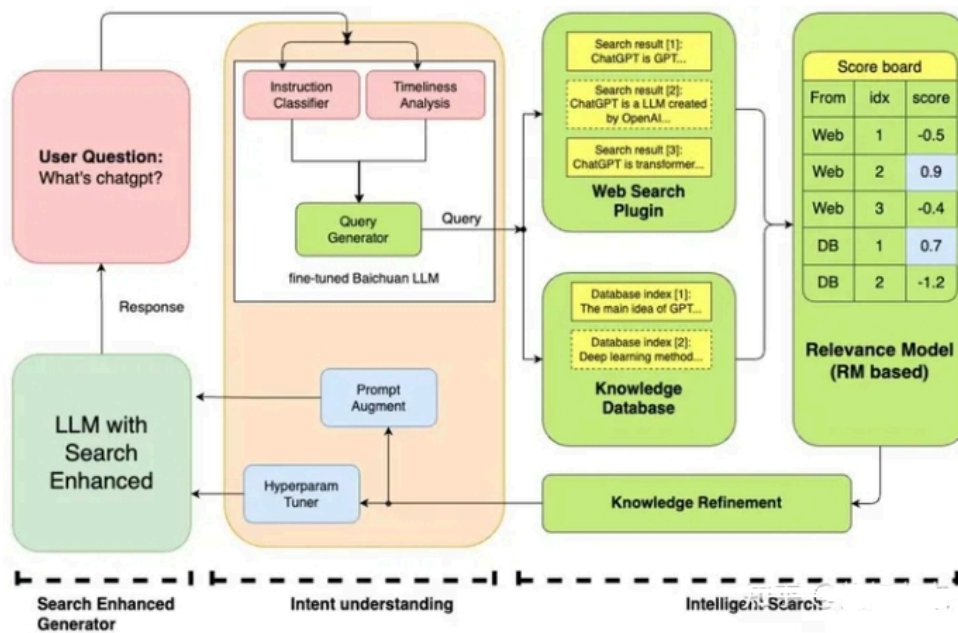 User Question:
What's chatgpt?
Response
LLM with
Search
Enhanced
Instruction
Classifier
Timeliness
Analysis
Query
Generator
fine-tuned Baichuan LLM
Query
Prompt
Augment
Hyperparam
Tuner
Search result [1]:
ChatGPT is GPT...
Search result [2]:
ChatGPT is a LLM created
by OpenAI...
Search result [3]:
ChatGPT is transformer...
Web Search
Plugin
Database index [1]:
The main idea of GPT...
Database index [2]:
Deep learning method...
Knowledge
Database
Score board
From idx score
Web 1 -0.5
Web 2 0.9
Web 3 -0.4
DB 1 0.7
DB 2 -1.2
Relevance Model
(RM based)
Knowledge Refinement
Search Enhanced
Generator
Intent understanding
Intelligent Search